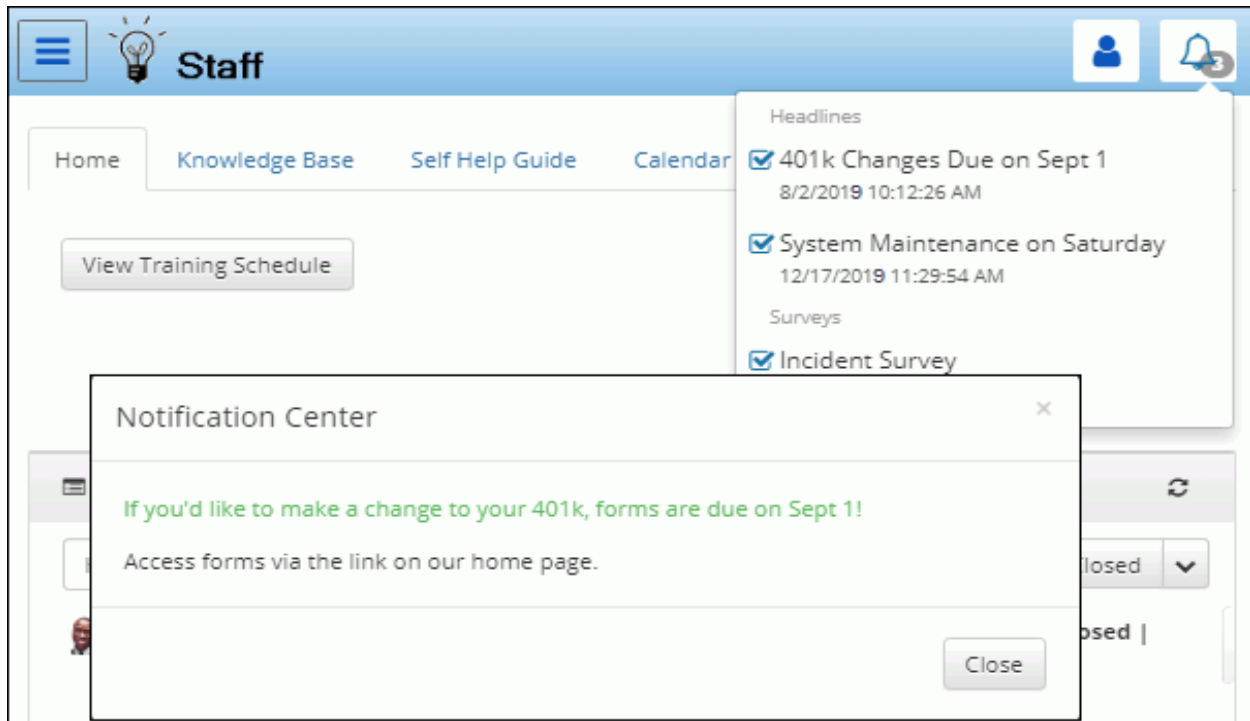 Staff
3
Home Knowledge Base Self Help Guide Calendar
View Training Schedule
Headlines
401k Changes Due on Sept 1
8/2/2019 10:12:26 AM
System Maintenance on Saturday
12/17/2019 11:29:54 AM
Surveys
Incident Survey
Notification Center
If you'd like to make a change to your 401k, forms are due on Sept 1!
Access forms via the link on our home page.
Close